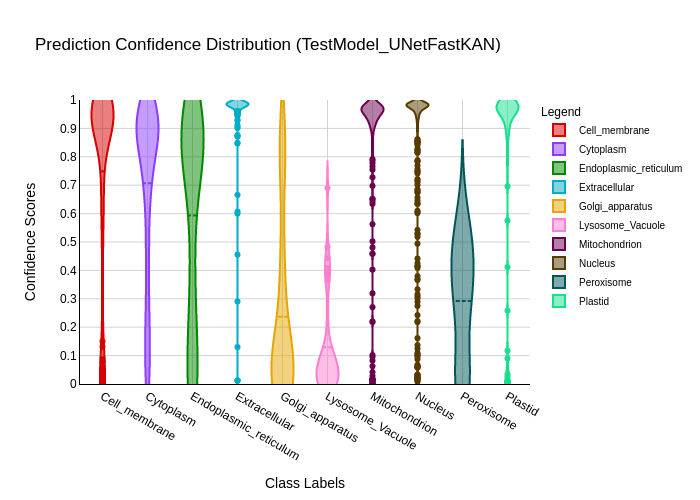 Prediction Confidence Distribution (TestModel_UNetFastKAN)
Legend
Cell_membrane
Cytoplasm
Endoplasmic_reticulum
Extracellular
Golgi_apparatus
Lysosome_Vacuole
Mitochondrion
Nucleus
Peroxisome
Plastid
Confidence Scores
1
0.9
0.8
0.7
0.6
0.5
0.4
0.3
0.2
0.1
0
Cell_membrane
Cytoplasm
Endoplasmic_reticulum
Extracellular
Golgi_apparatus
Lysosome_Vacuole
Mitochondrion
Nucleus
Peroxisome
Plastid
Class Labels